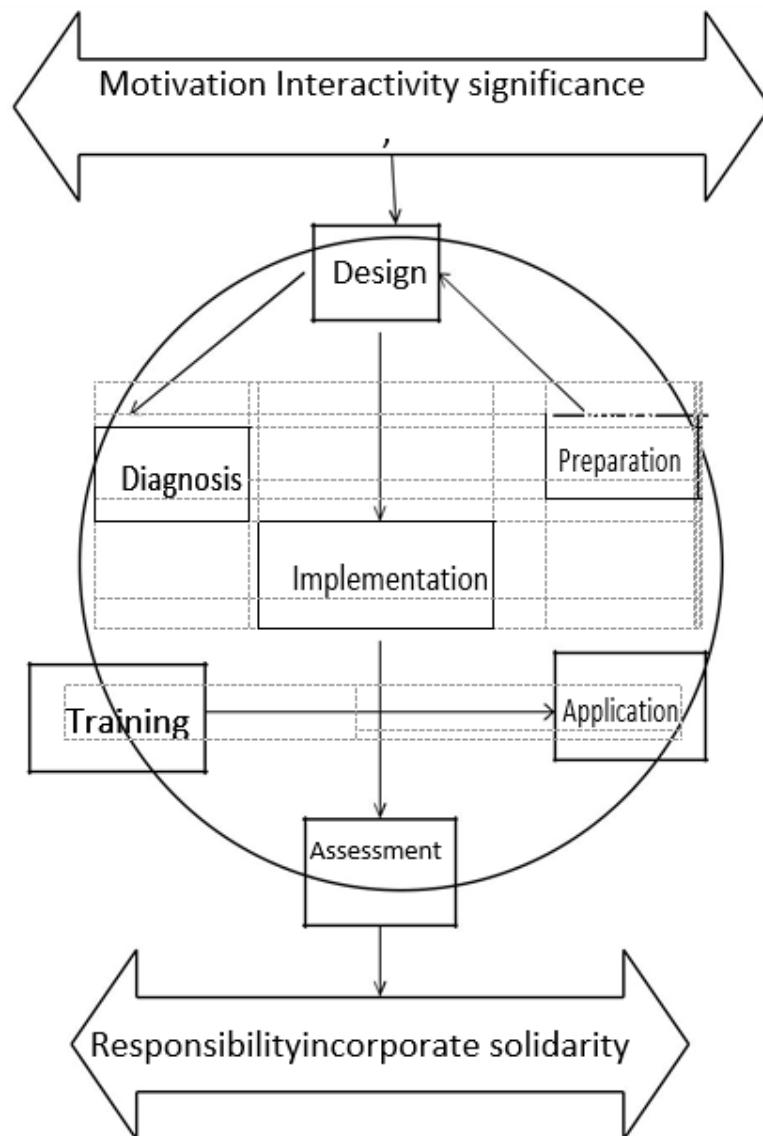 Motivation Interactivity significance
,
Design
Diagnosis
Preparation
Implementation
Training
Application
Assessment
Responsibilityincorporate solidarity